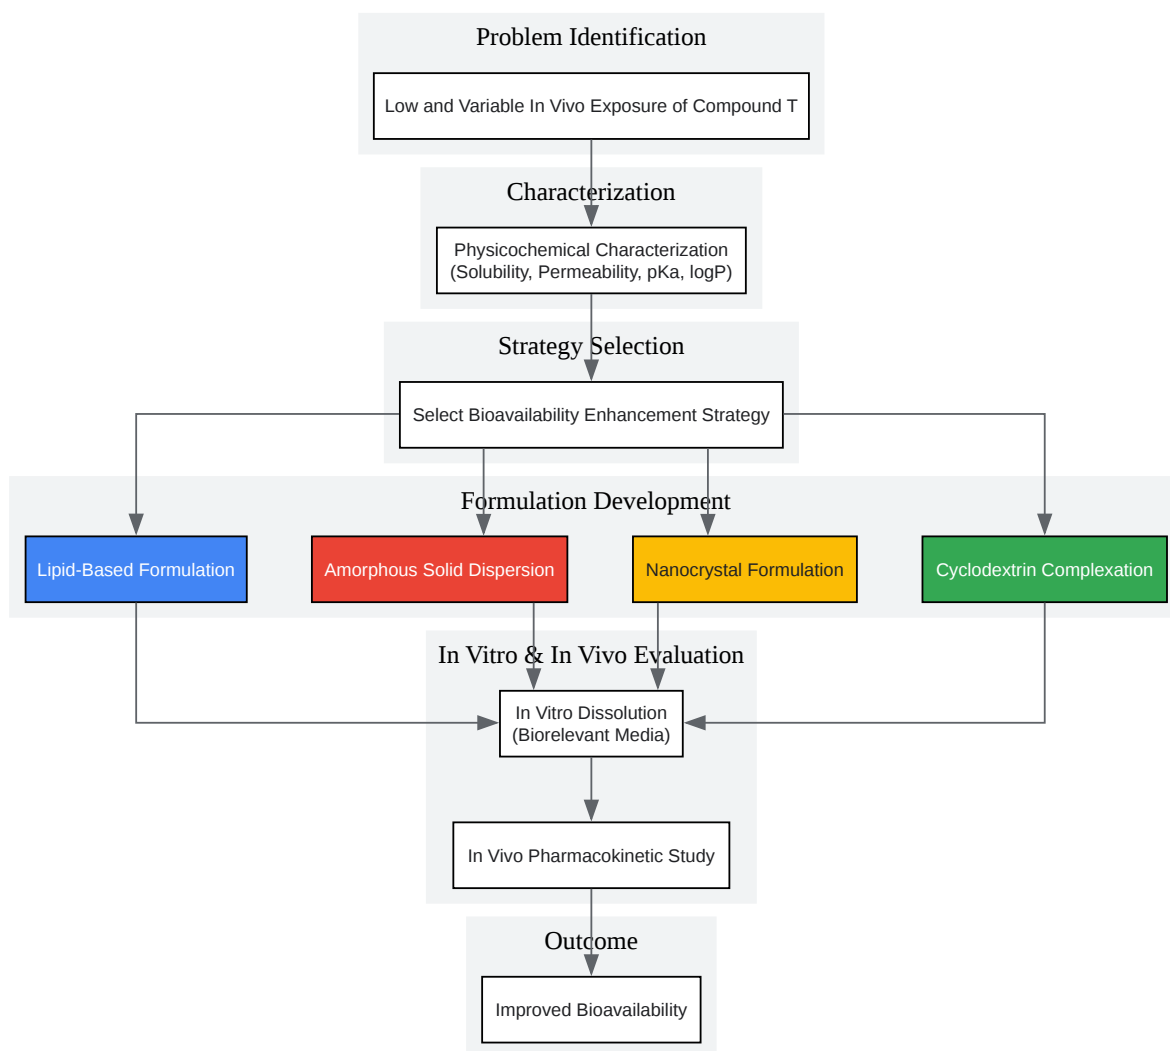 Problem Identification
Low and Variable In Vivo Exposure of Compound T
Characterization
Physicochemical Characterization
(Solubility, Permeability, pKa, logP)
Strategy Selection
Select Bioavailability Enhancement Strategy
Formulation Development
Lipid-Based Formulation
Amorphous Solid Dispersion
Nanocrystal Formulation
Cyclodextrin Complexation
In Vitro & In Vivo Evaluation
In Vitro Dissolution
(Biorelevant Media)
In Vivo Pharmacokinetic Study
Outcome
Improved Bioavailability